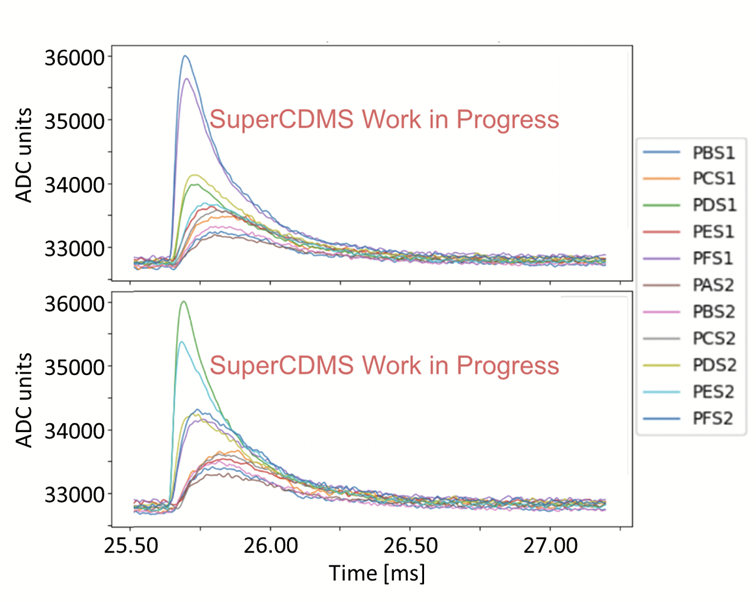 36000
35000
34000
33000
ADC units
SuperCDMS Work in Progress
PBS1
PCS1
PDS1
PES1
PFS1
PAS2
PBS2
PCS2
PDS2
PES2
PFS2
36000
35000
34000
33000
ADC units
SuperCDMS Work in Progress
25.50 26.00 26.50 27.00
Time [ms]